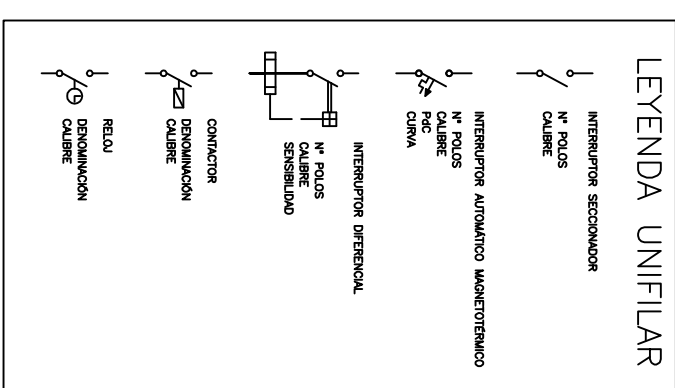 LEYENDA UNIFILAR
INTERRUPTOR SECCIONADOR
Nº POLOS
CALIBRE
INTERRUPTOR AUTOMÁTICO MAGNETOTÉRMICO
Nº POLOS
CALIBRE
PdC
CURVA
INTERRUPTOR DIFERENCIAL
Nº POLOS
CALIBRE
SENSIBILIDAD
CONTACTOR
DENOMINACIÓN
CALIBRE
RELOJ
DENOMINACIÓN
CALIBRE